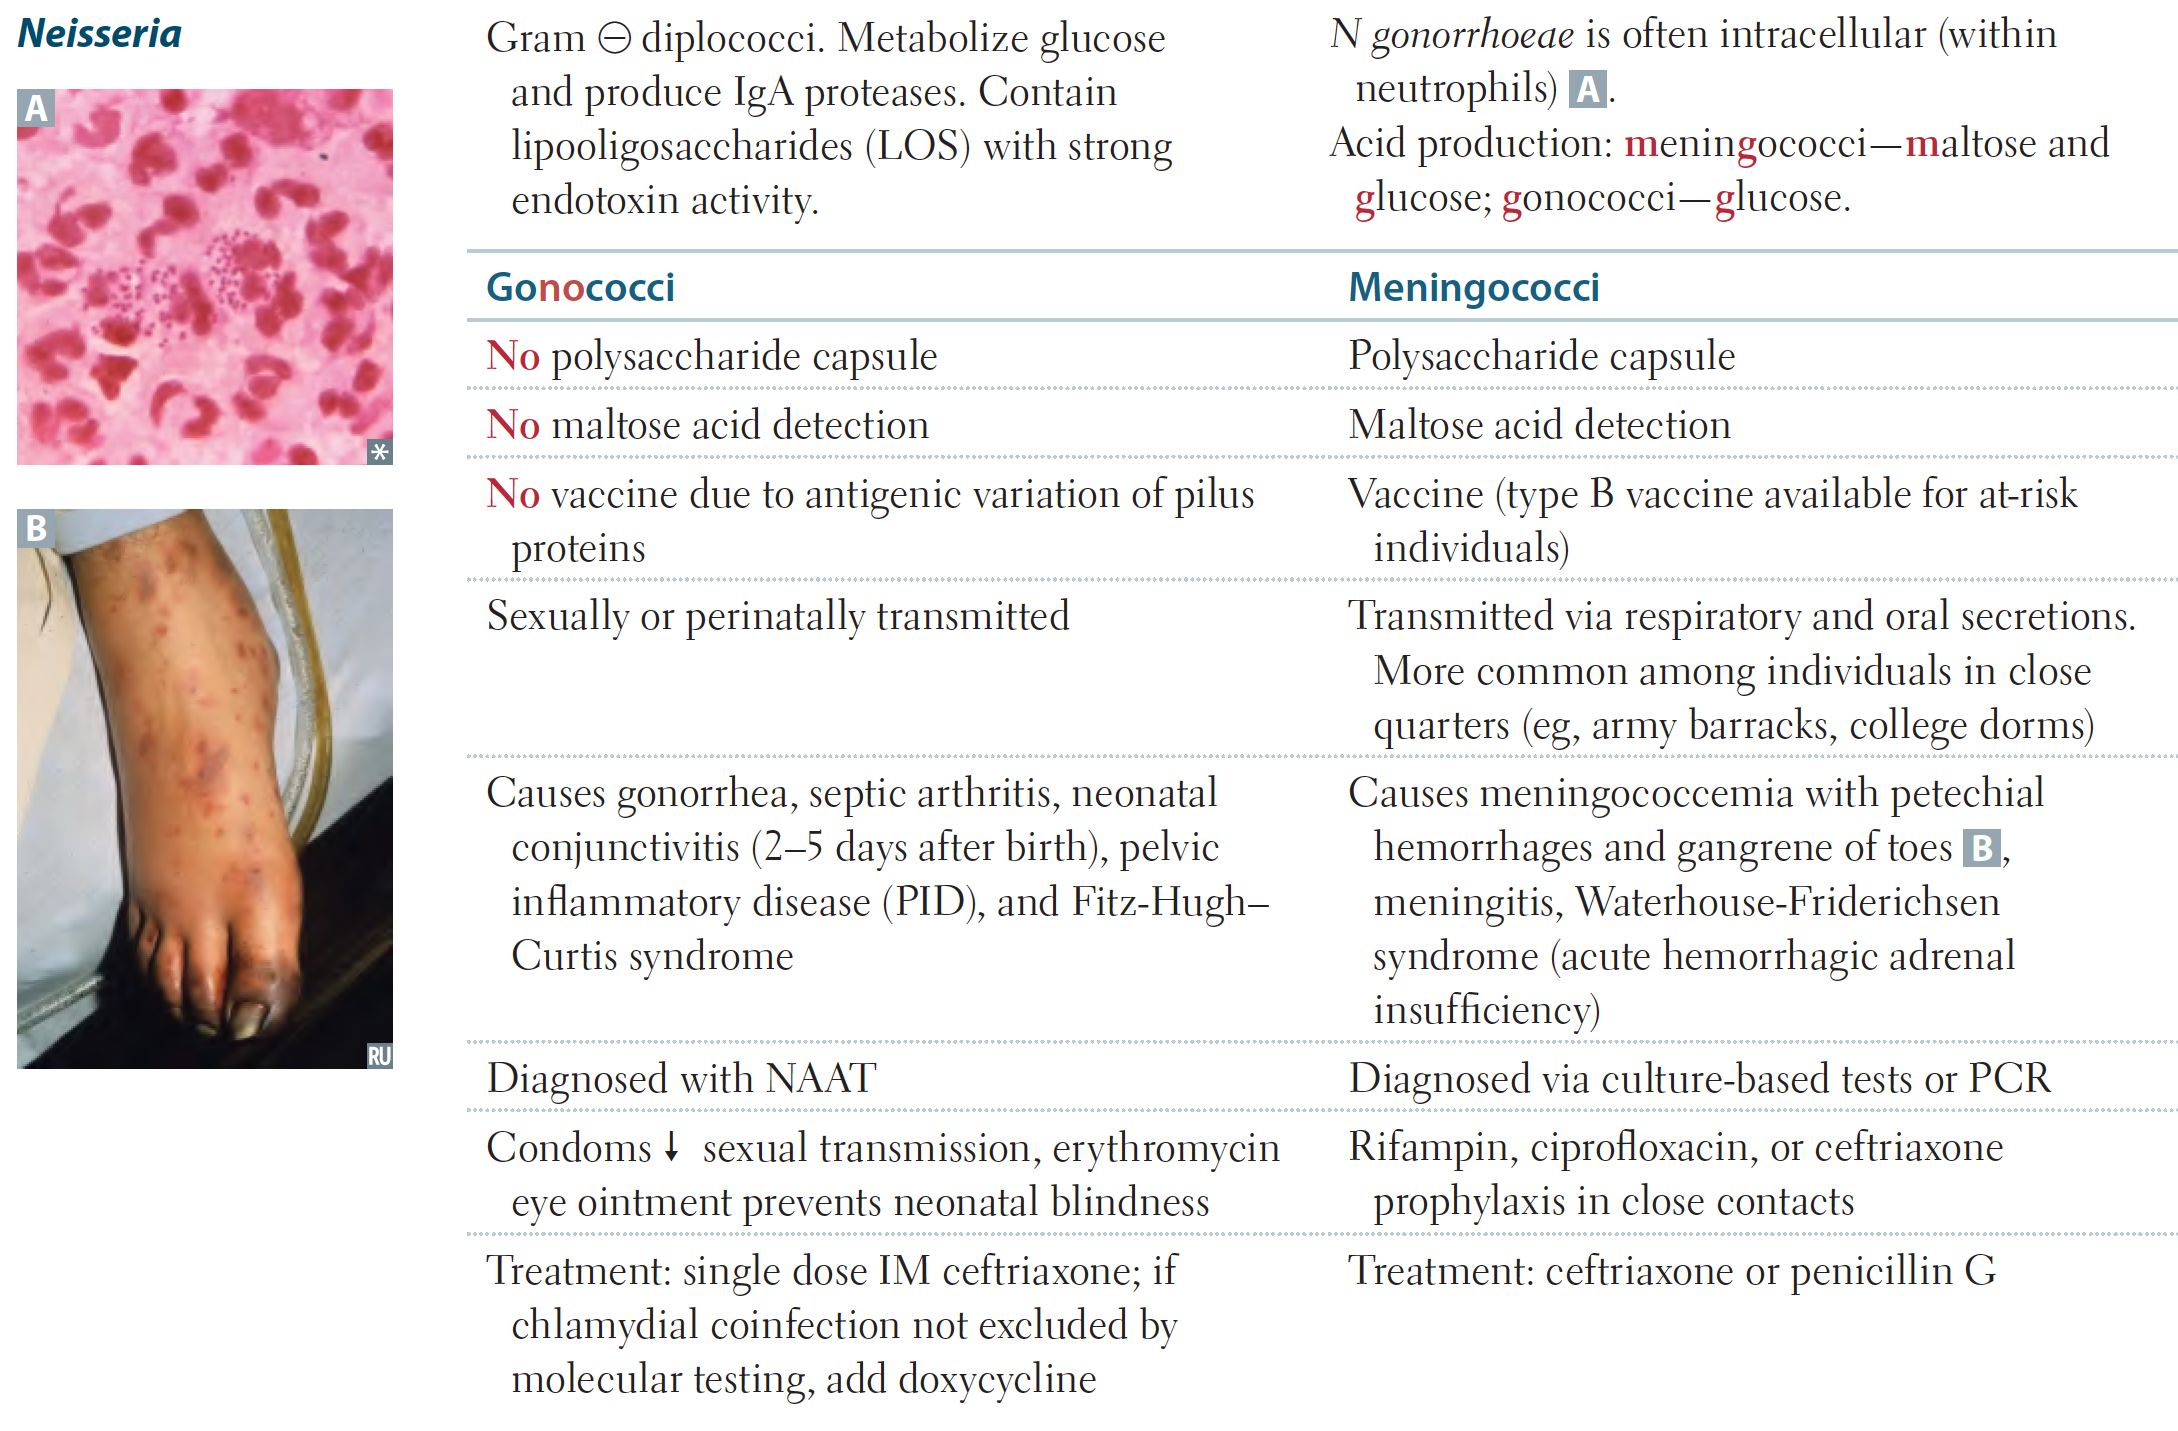 Neisseria
A
*
B
RU
Gram ⊖ diplococci. Metabolize glucose
and produce IgA proteases. Contain
lipooligosaccharides (LOS) with strong
endotoxin activity.
N gonorrhoeae is often intracellular (within
neutrophils) A.
Acid production: meningococci—maltose and
glucose; gonococci—glucose.
Gonococci
Meningococci
No polysaccharide capsule
Polysaccharide capsule
No maltose acid detection
Maltose acid detection
No vaccine due to antigenic variation of pilus
proteins
Vaccine (type B vaccine available for at-risk
individuals)
Sexually or perinatally transmitted
Transmitted via respiratory and oral secretions.
More common among individuals in close
quarters (eg, army barracks, college dorms)
Causes gonorrhea, septic arthritis, neonatal
conjunctivitis (2–5 days after birth), pelvic
inflammatory disease (PID), and Fitz-Hugh–
Curtis syndrome
Causes meningococcemia with petechial
hemorrhages and gangrene of toes B,
meningitis, Waterhouse-Friderichsen
syndrome (acute hemorrhagic adrenal
insufficiency)
Diagnosed with NAAT
Diagnosed via culture-based tests or PCR
Condoms ↓ sexual transmission, erythromycin
eye ointment prevents neonatal blindness
Rifampin, ciprofloxacin, or ceftriaxone
prophylaxis in close contacts
Treatment: single dose IM ceftriaxone; if
chlamydial coinfection not excluded by
molecular testing, add doxycycline
Treatment: ceftriaxone or penicillin G